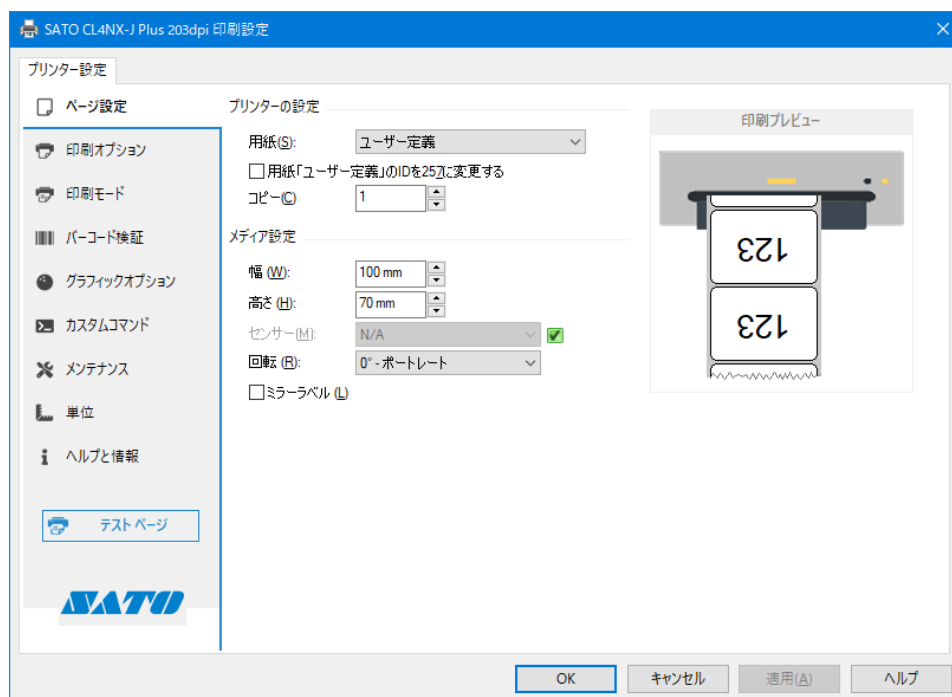 SATO CL4NX-J Plus 203dpi 印刷設定
プリンター設定
ページ設定
印刷オプション
印刷モード
バーコード検証
グラフィックオプション
カスタムコマンド
メンテナンス
単位
ヘルプと情報
テスト ページ
SATO
プリンターの設定
用紙(S): ユーザー定義
用紙「ユーザー定義」のIDを257に変更する
コピー(C) 1
メディア設定
幅 (W): 100 mm
高さ (H): 70 mm
センサー(M): N/A
回転 (R): 0° - ポートレート
ミラーラベル (L)
印刷プレビュー
123
123
OK キャンセル 適用(A) ヘルプ